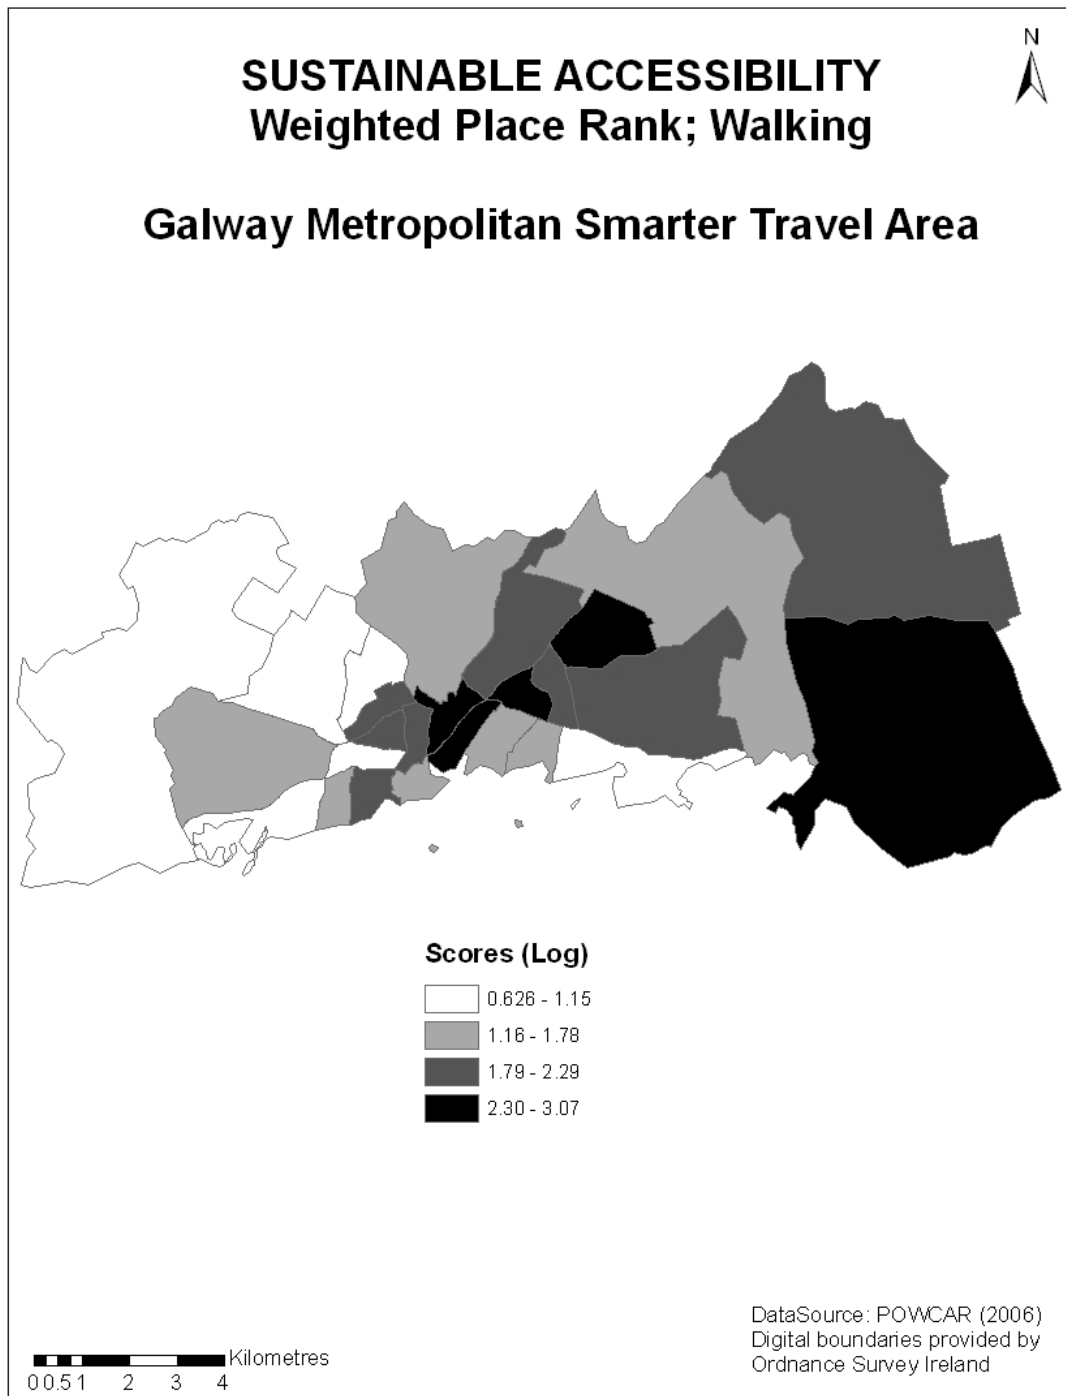 N
SUSTAINABLE ACCESSIBILITY
Weighted Place Rank; Walking
Galway Metropolitan Smarter Travel Area
Scores (Log)
0.626 - 1.15
1.16 - 1.78
1.79 - 2.29
2.30 - 3.07
DataSource: POWCAR (2006)
Digital boundaries provided by
Ordnance Survey Ireland
Kilometres
0 0.5 1 2 3 4